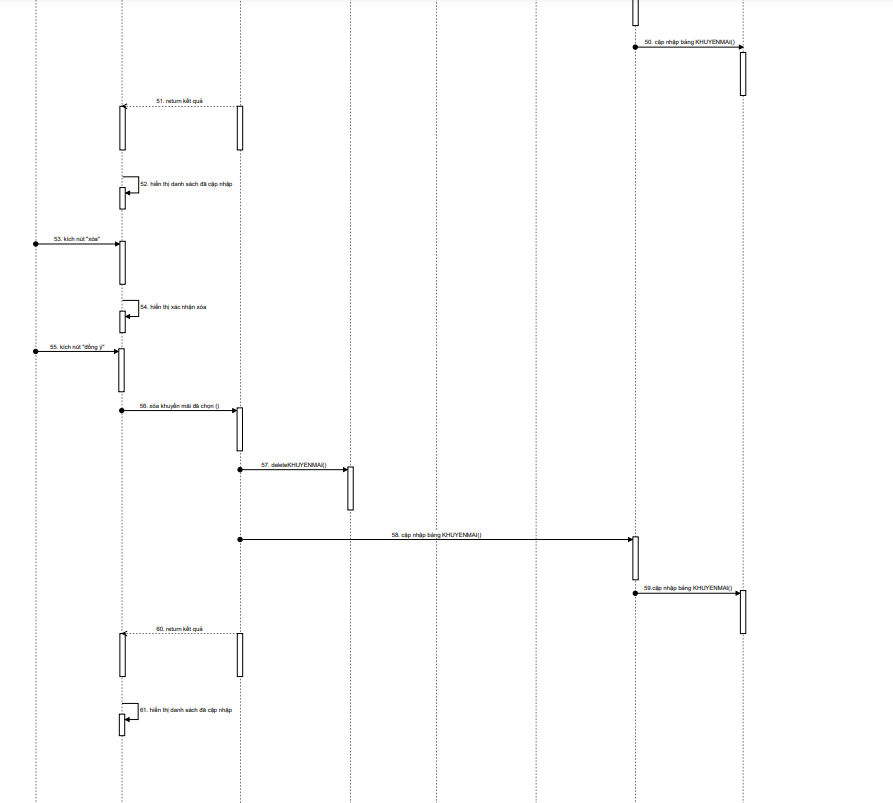 50. cập nhập bảng KHUYENMAI()
51. return kết quả
52. hiển thị danh sách đã cập nhập
53. kích nút "xóa"
54. hiển thị xác nhận xóa
55. kích nút "đồng ý"
56. xóa khuyến mãi đã chọn ()
57. deleteKHUYENMAI()
58. cập nhập bảng KHUYENMAI()
59.cập nhập bảng KHUYENMAI()
60. return kết quả
61. hiển thị danh sách đã cập nhập